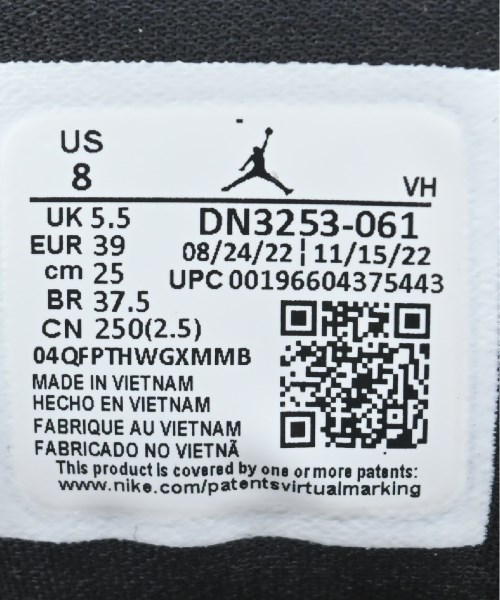 US
8
VH
UK 5.5
EUR 39
cm 25
BR 37.5
CN 250(2.5)
DN3253-061
08/24/22 | 11/15/22
UPC 00196604375443
04QFPTHWGXMMB
MADE IN VIETNAM
HECHO EN VIETNAM
FABRIQUE AU VIETNAM
FABRICADO NO VIETNÃ
This product is covered by one or more patents:
www.nike.com/patentsvirtualmarking